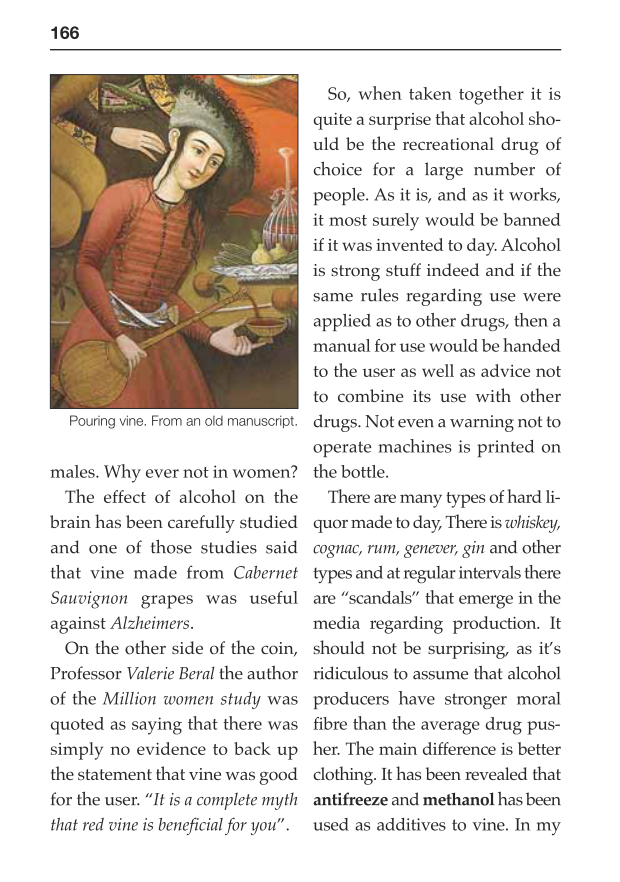 166
Pouring vine. From an old manuscript.
males. Why ever not in women?
The effect of alcohol on the
brain has been carefully studied
and one of those studies said
that vine made from Cabernet
Sauvignon grapes was useful
against Alzheimers.
On the other side of the coin,
Professor Valerie Beral the author
of the Million women study was
quoted as saying that there was
simply no evidence to back up
the statement that vine was good
for the user. “It is a complete myth
that red vine is beneficial for you”.
So, when taken together it is
quite a surprise that alcohol sho-
uld be the recreational drug of
choice for a large number of
people. As it is, and as it works,
it most surely would be banned
if it was invented to day. Alcohol
is strong stuff indeed and if the
same rules regarding use were
applied as to other drugs, then a
manual for use would be handed
to the user as well as advice not
to combine its use with other
drugs. Not even a warning not to
operate machines is printed on
the bottle.
There are many types of hard li-
quor made to day, There is whiskey,
cognac, rum, genever, gin and other
types and at regular intervals there
are “scandals” that emerge in the
media regarding production. It
should not be surprising, as it’s
ridiculous to assume that alcohol
producers have stronger moral
fibre than the average drug pus-
her. The main difference is better
clothing. It has been revealed that
antifreeze and methanol has been
used as additives to vine. In my